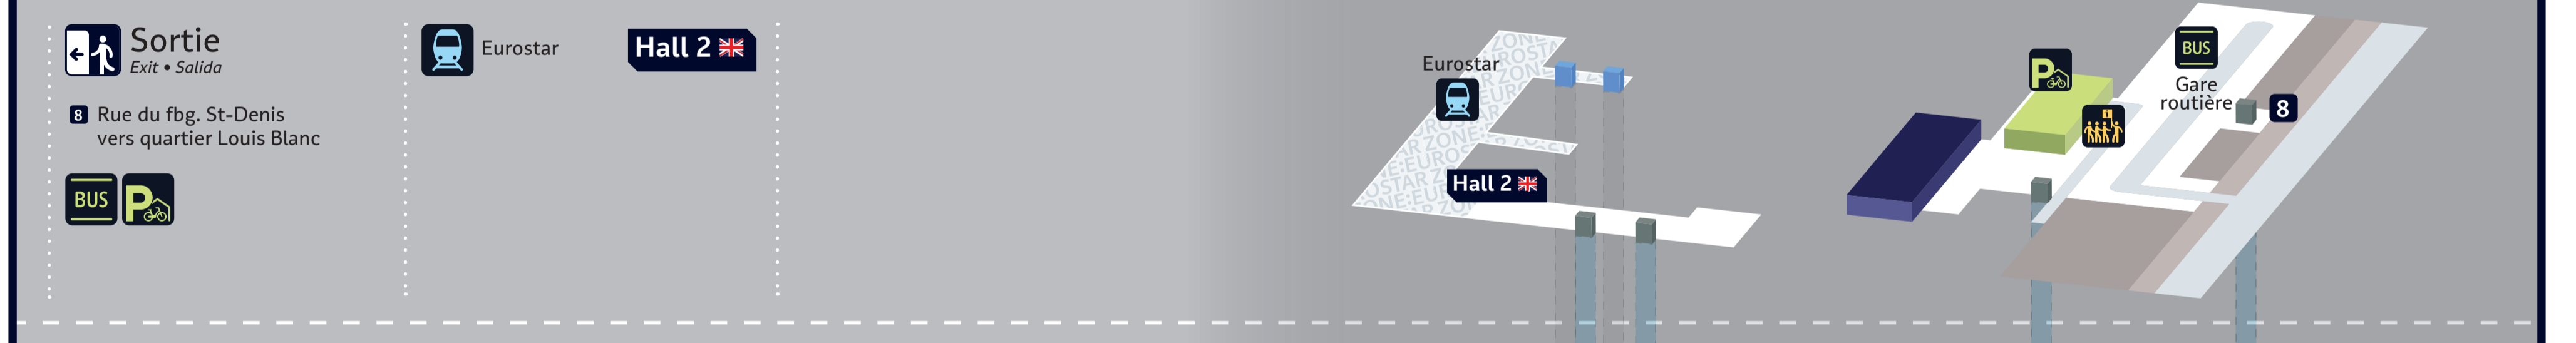 Sortie
Exit • Salida
8 Rue du fbg. St-Denis
vers quartier Louis Blanc
BUS P
Eurostar
Hall 2
Eurostar
Hall 2
P
1
BUS
Gare
routière
8